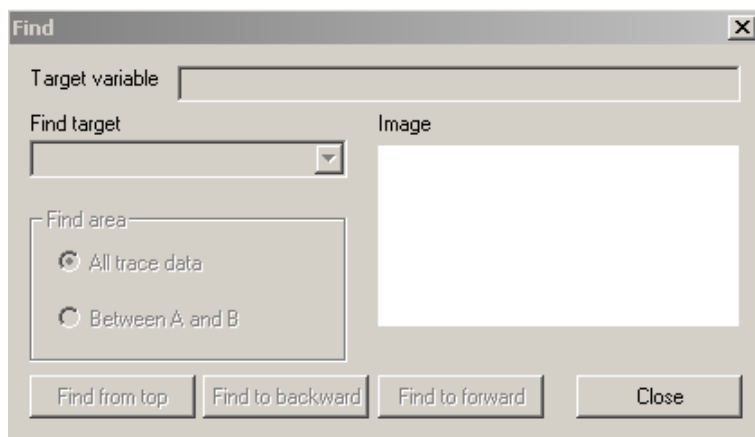 Find
Target variable
Find target
Image
Find area
All trace data
Between A and B
Find from top
Find to backward
Find to forward
Close